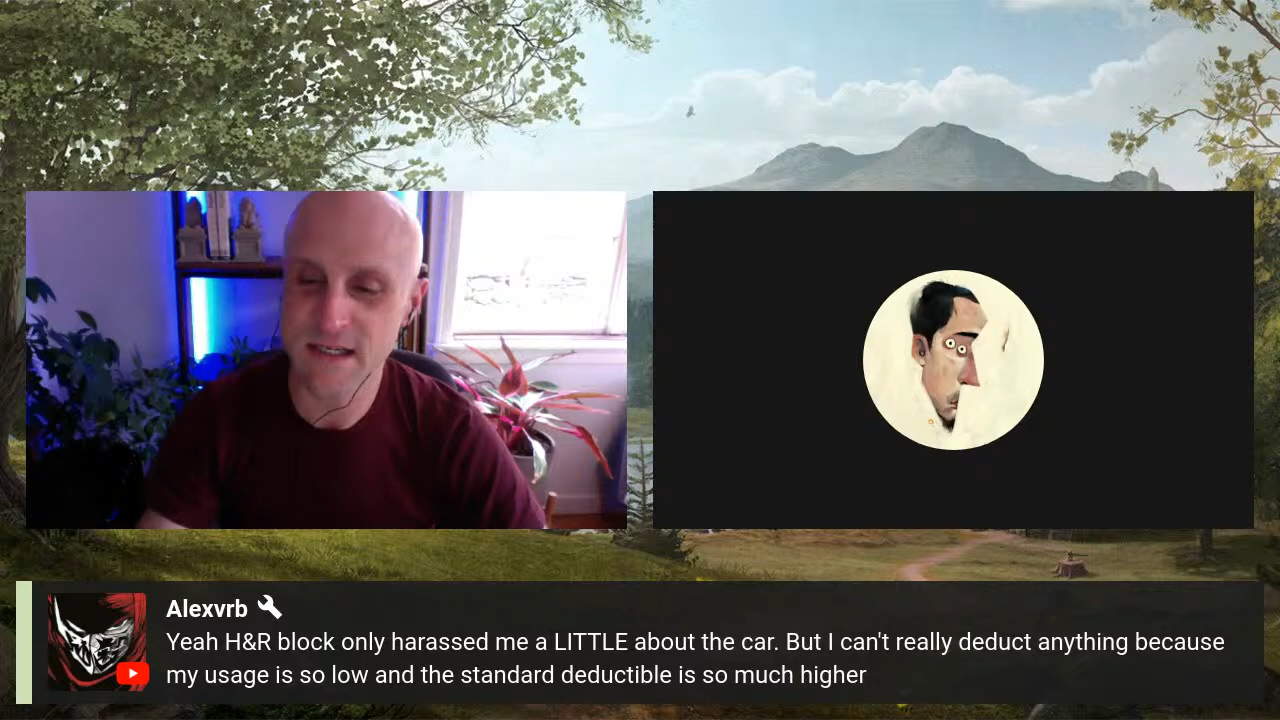 Alexvrb
Yeah H&R block only harassed me a LITTLE about the car. But I can't really deduct anything because
my usage is so low and the standard deductible is so much higher